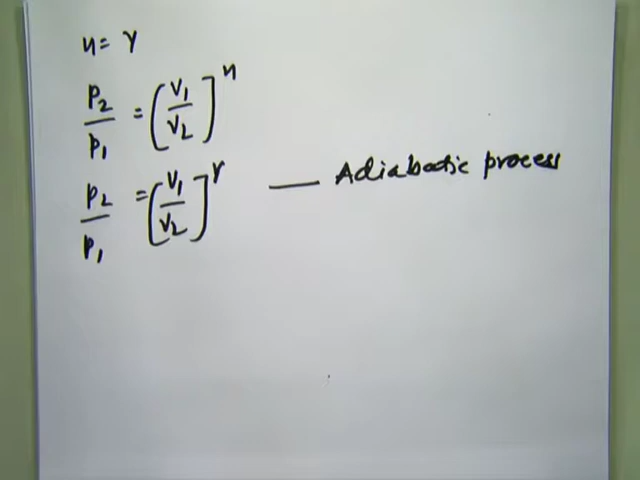 n = γ
P₂/P₁ = (V₁/V₂]ⁿ
P₂/P₁ = [V₁/V₂]^γ — Adiabatic process